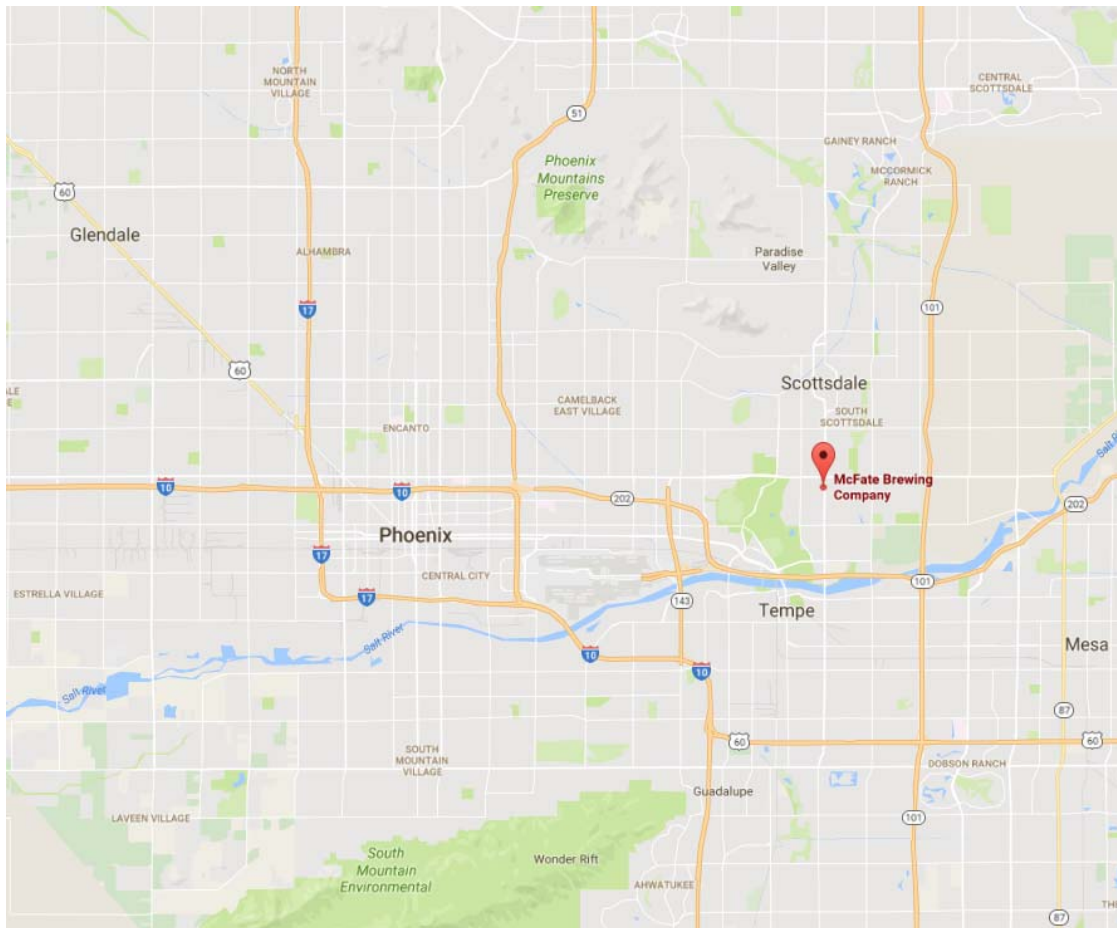 NORTH
MOUNTAIN
VILLAGE
51
CENTRAL
SCOTTSDALE
GAINEY RANCH
MCCORMICK
RANCH
Phoenix
Mountains
Preserve
60
Glendale
ALHAMBRA
Paradise
Valley
17
101
60
Scottsdale
CAMELBACK
EAST VILLAGE
SOUTH
SCOTTSDALE
ENCANTO
McFate Brewing
Company
Salt River
10
10
202
202
Phoenix
17
CENTRAL CITY
101
ESTRELLA VILLAGE
17
143
Tempe
Salt River
Mesa
10
10
Salt River
87
60
60
SOUTH
MOUNTAIN
VILLAGE
DOBSON RANCH
Guadalupe
LAVEEN VILLAGE
101
South
Mountain
Environmental
Wonder Rift
AHWATUKEE
87